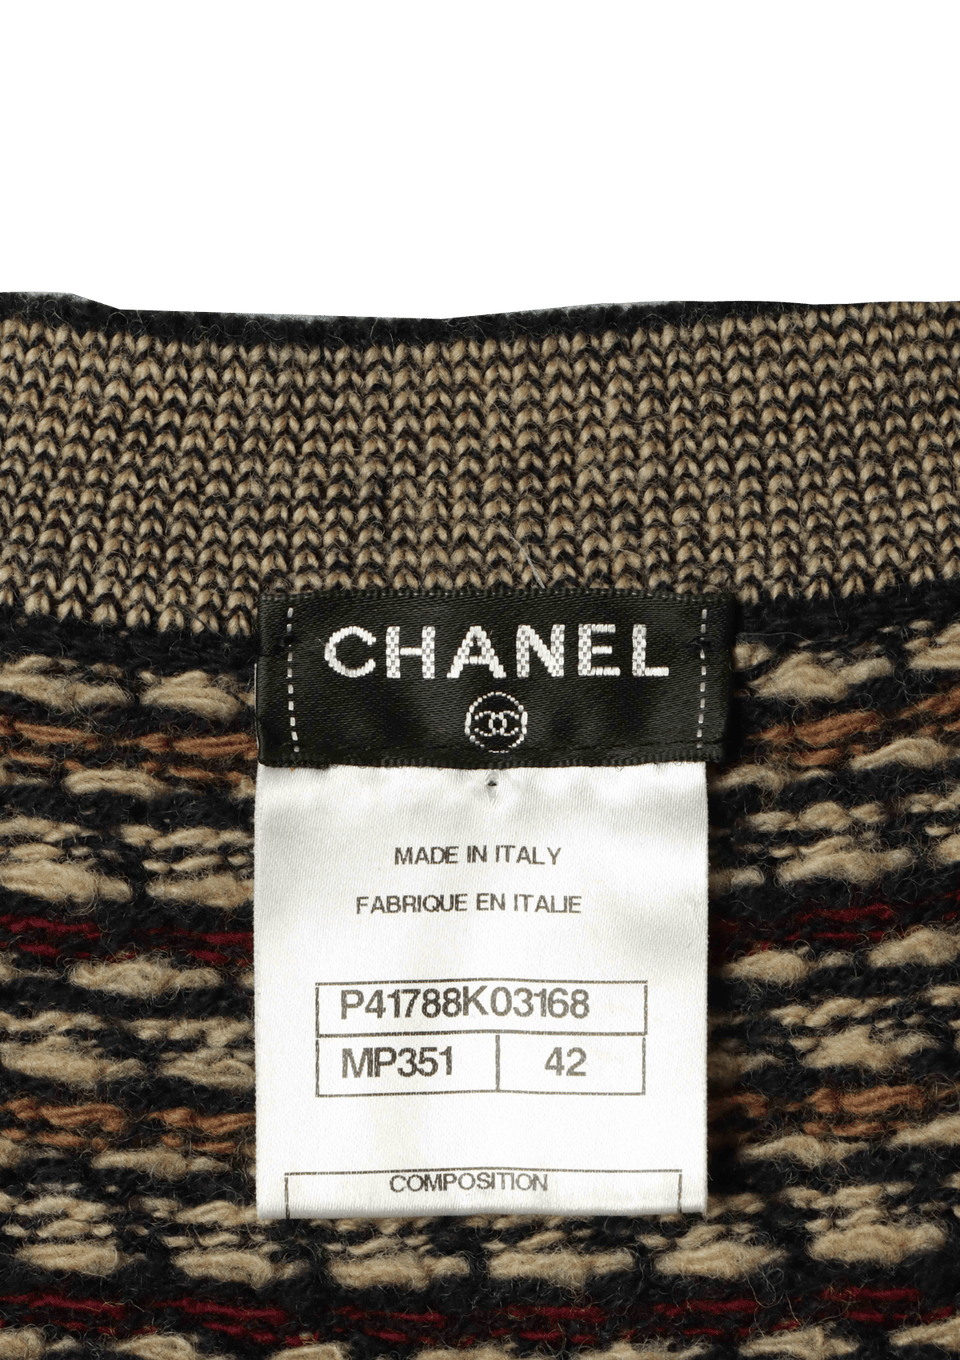 CHANEL
MADE IN ITALY
FABRIQUE EN ITALIE
P41788K03168
MP351 42
COMPOSITION